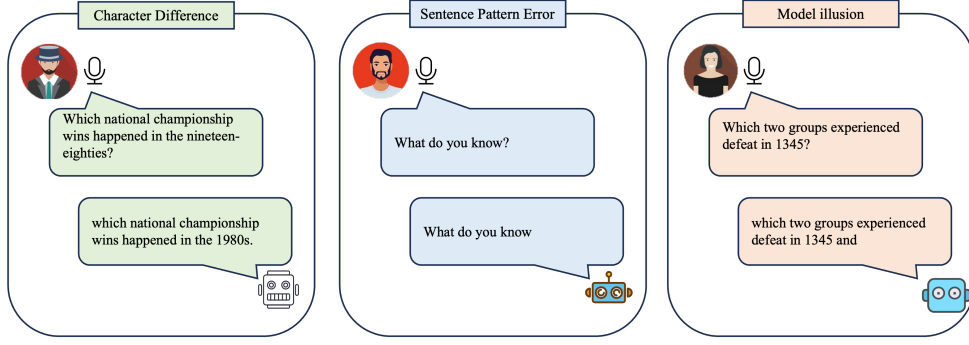 Character Difference
Which national championship
wins happened in the nineteen-
eighties?
which national championship
wins happened in the 1980s.
Sentence Pattern Error
What do you know?
What do you know
Model illusion
Which two groups experienced
defeat in 1345?
which two groups experienced
defeat in 1345 and